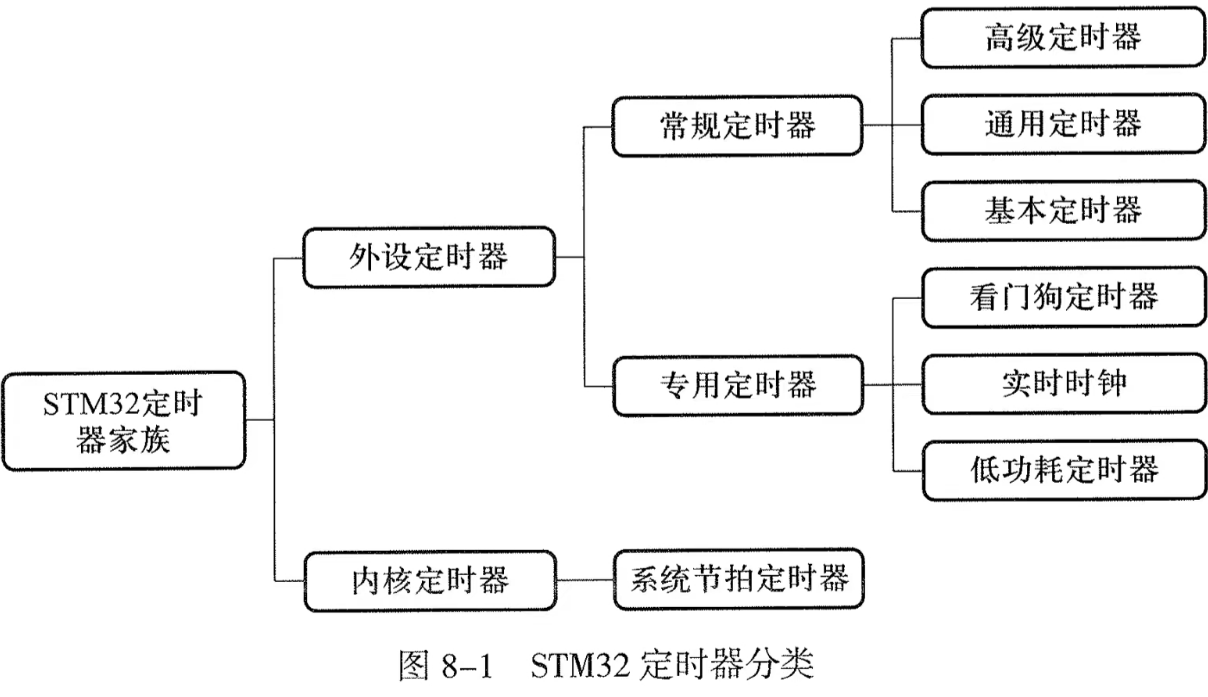 高级定时器
常规定时器
通用定时器
基本定时器
外设定时器
看门狗定时器
专用定时器
实时时钟
STM32定时
器家族
低功耗定时器
内核定时器
系统节拍定时器
图 8-1 STM32 定时器分类